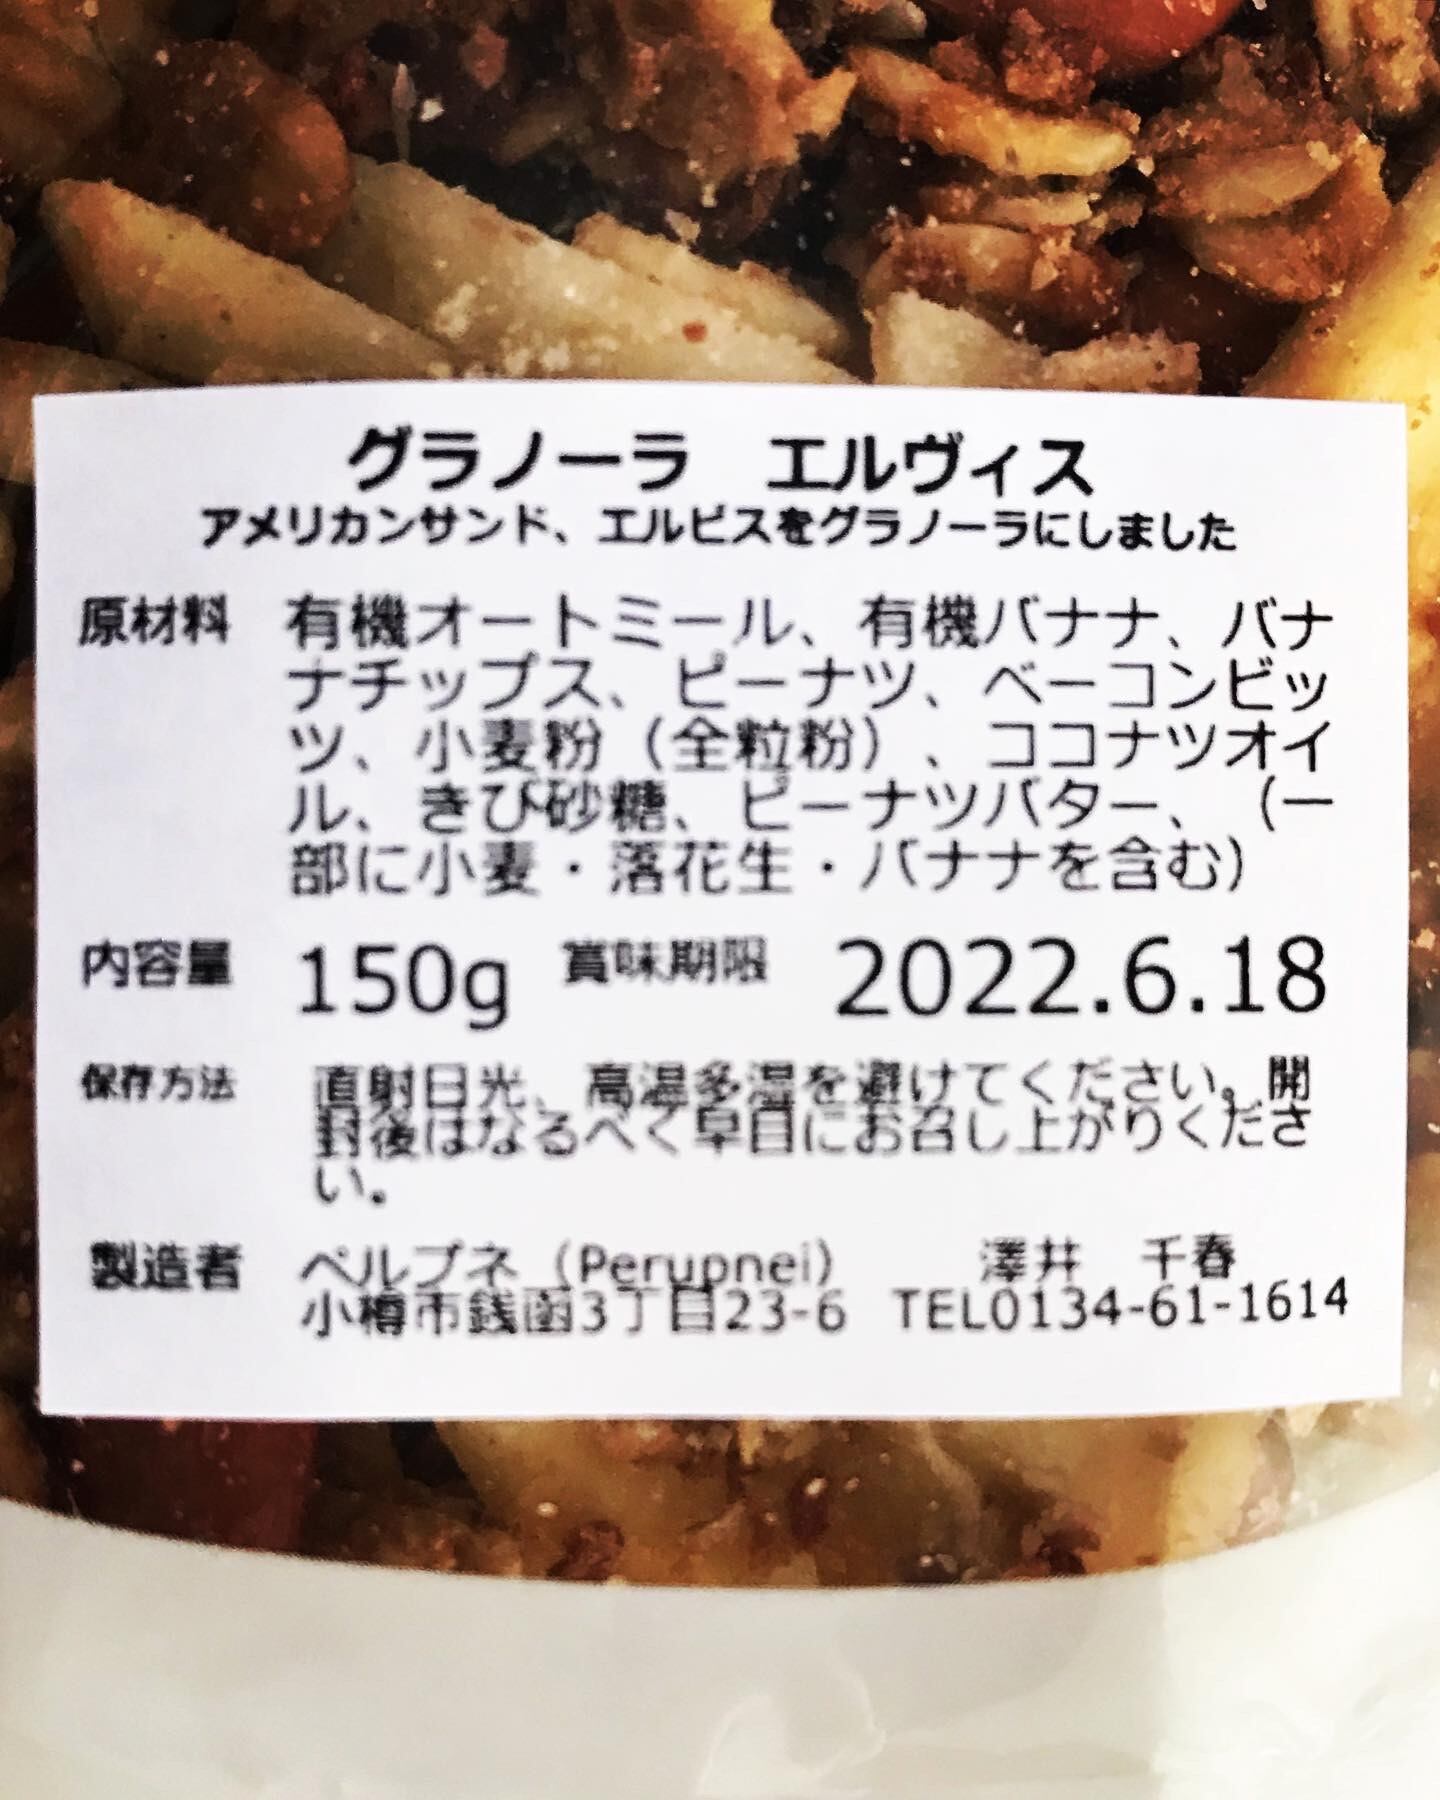 グラノーラ　エルヴィス
アメリカンサンド、エルビスをグラノーラにしました
原材料 有機オートミール、有機バナナ、バナ
ナチップス、ピーナツ、ベーコンビッ
ツ、小麦粉（全粒粉）、ココナツオイ
ル、きび砂糖、ピーナツバター、（一
部に小麦・落花生・バナナを含む）
内容量 150g 賞味期限 2022.6.18
保存方法 直射日光、高温多湿を避けてください。開
封後はなるべく早目にお召し上がりくださ
い。
製造者 ペルプネ（Perupnei） 澤井　千春
小樽市銭函3丁目23-6 TEL0134-61-1614